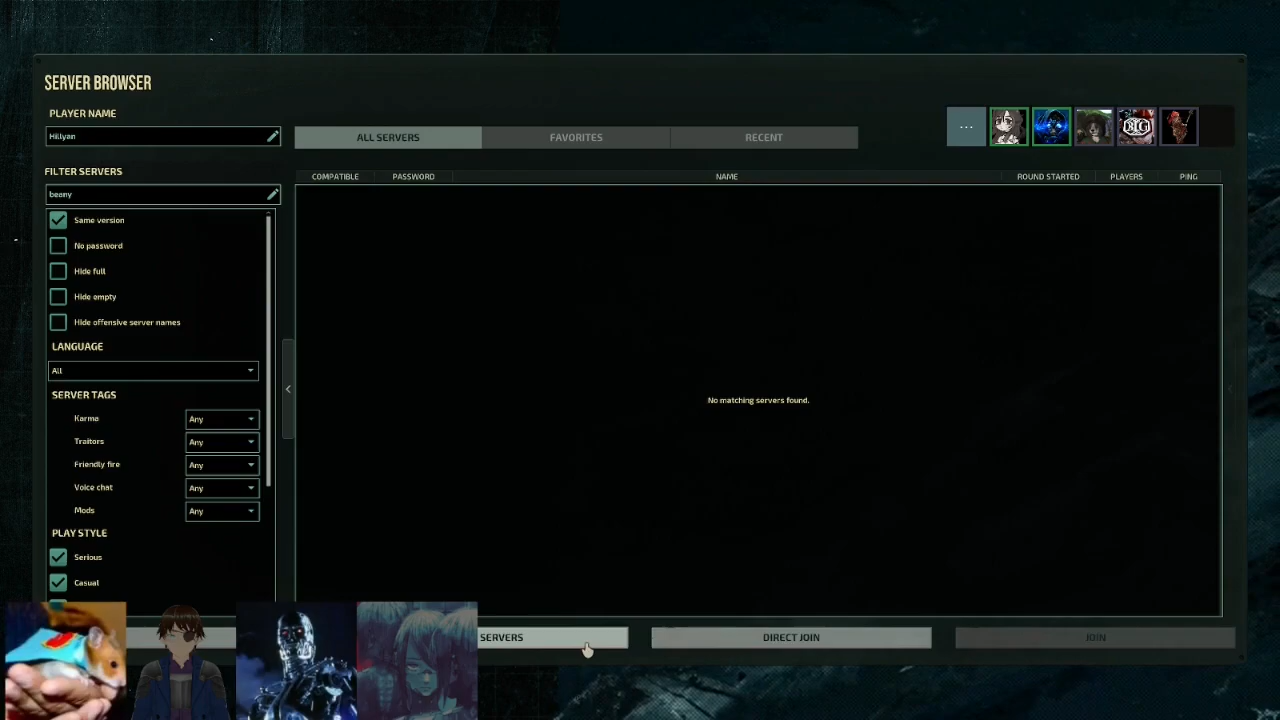 SERVER BROWSER
PLAYER NAME
Hillyan
ALL SERVERS
FAVORITES
RECENT
...
FILTER SERVERS
beany
COMPATIBLE
PASSWORD
NAME
ROUND STARTED
PLAYERS
PING
Same version
No password
Hide full
Hide empty
Hide offensive server names
LANGUAGE
All
SERVER TAGS
Karma
Any
Traitors
Any
Friendly fire
Any
Voice chat
Any
Mods
Any
PLAY STYLE
Serious
Casual
No matching servers found.
SERVERS
DIRECT JOIN
JOIN